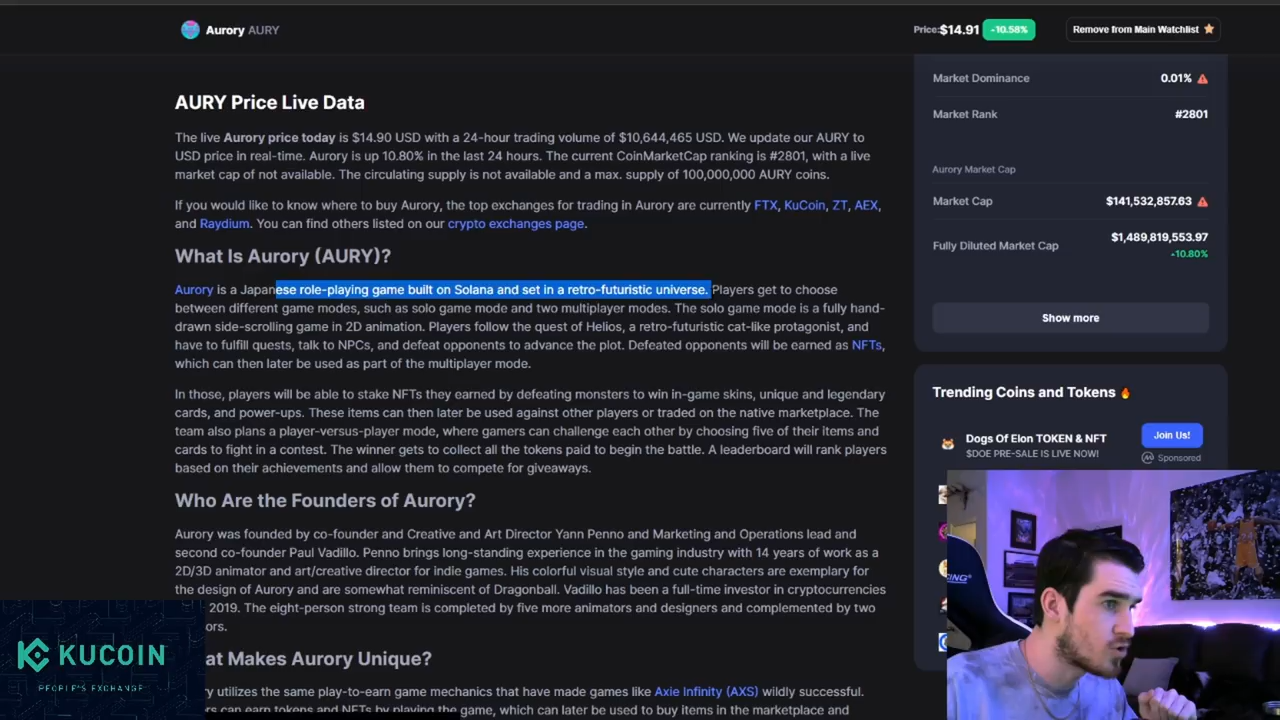 Aurory AURY
Price:$14.91 10.58%
Remove from Main Watchlist
AURY Price Live Data
The live Aurory price today is $14.90 USD with a 24-hour trading volume of $10,644,465 USD. We update our AURY to
USD price in real-time. Aurory is up 10.80% in the last 24 hours. The current CoinMarketCap ranking is #2801, with a live
market cap of not available. The circulating supply is not available and a max. supply of 100,000,000 AURY coins.
If you would like to know where to buy Aurory, the top exchanges for trading in Aurory are currently FTX, KuCoin, ZT, AEX,
and Raydium. You can find others listed on our crypto exchanges page.
What Is Aurory (AURY)?
Aurory is a Japanese role-playing game built on Solana and set in a retro-futuristic universe. Players get to choose
between different game modes, such as solo game mode and two multiplayer modes. The solo game mode is a fully hand-
drawn side-scrolling game in 2D animation. Players follow the quest of Helios, a retro-futuristic cat-like protagonist, and
have to fulfill quests, talk to NPCs, and defeat opponents to advance the plot. Defeated opponents will be earned as NFTs,
which can then later be used as part of the multiplayer mode.
In those, players will be able to stake NFTs they earned by defeating monsters to win in-game skins, unique and legendary
cards, and power-ups. These items can then later be used against other players or traded on the native marketplace. The
team also plans a player-versus-player mode, where gamers can challenge each other by choosing five of their items and
cards to fight in a contest. The winner gets to collect all the tokens paid to begin the battle. A leaderboard will rank players
based on their achievements and allow them to compete for giveaways.
Who Are the Founders of Aurory?
Aurory was founded by co-founder and Creative and Art Director Yann Penno and Marketing and Operations lead and
second co-founder Paul Vadillo. Penno brings long-standing experience in the gaming industry with 14 years of work as a
2D/3D animator and art/creative director for indie games. His colorful visual style and cute characters are exemplary for
the design of Aurory and are somewhat reminiscent of Dragonball. Vadillo has been a full-time investor in cryptocurrencies
2019. The eight-person strong team is completed by five more animators and designers and complemented by two
ors.
at Makes Aurory Unique?
ry utilizes the same play-to-earn game mechanics that have made games like Axie Infinity (AXS) wildly successful.
ers can earn tokens and NFTs by playing the game, which can later be used to buy items in the marketplace and
Market Dominance 0.01%
Market Rank #2801
Aurory Market Cap
Market Cap $141,532,857.63
Fully Diluted Market Cap $1,489,819,553.97
10.80%
Show more
Trending Coins and Tokens
Dogs Of Elon TOKEN & NFT
$DOE PRE-SALE IS LIVE NOW!
Join Us!
Sponsored
KUCOIN
PEOPLE'S EXCHANGE